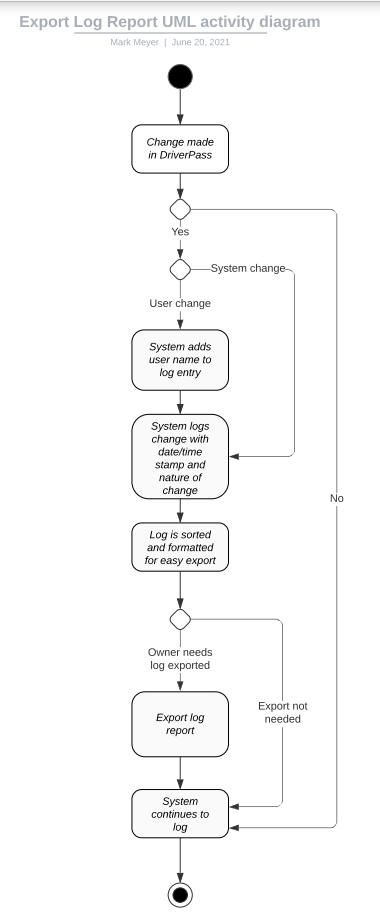 Export Log Report UML activity diagram
Mark Meyer | June 20, 2021
Change made
in DriverPass
Yes
System change
User change
System adds
user name to
log entry
System logs
change with
date/time
stamp and
nature of
change
No
Log is sorted
and formatted
for easy export
Owner needs
log exported
Export not
needed
Export log
report
System
continues to
log